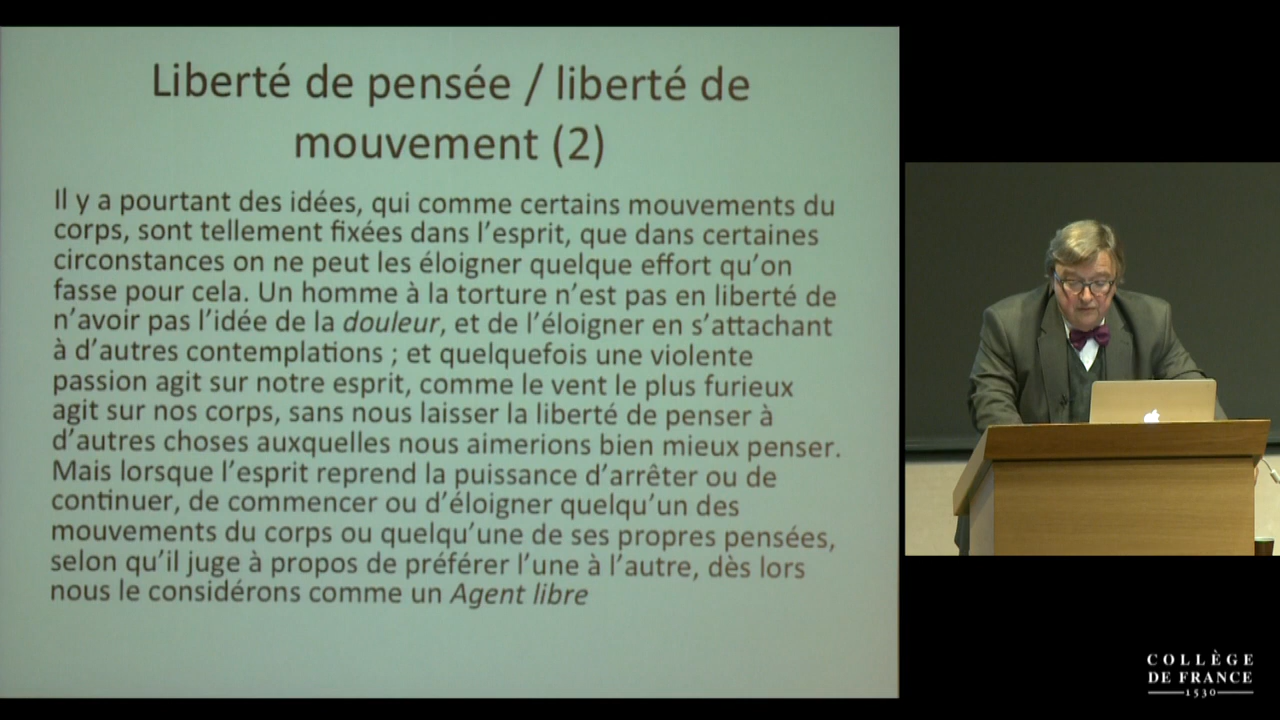 Liberté de pensée / liberté de
mouvement (2)
Il y a pourtant des idées, qui comme certains mouvements du
corps, sont tellement fixées dans l'esprit, que dans certaines
circonstances on ne peut les éloigner quelque effort qu'on
fasse pour cela. Un homme à la torture n'est pas en liberté de
n'avoir pas l'idée de la douleur, et de l'éloigner en s'attachant
à d'autres contemplations ; et quelquefois une violente
passion agit sur notre esprit, comme le vent le plus furieux
agit sur nos corps, sans nous laisser la liberté de penser à
d'autres choses auxquelles nous aimerions bien mieux penser.
Mais lorsque l'esprit reprend la puissance d'arrêter ou de
continuer, de commencer ou d'éloigner quelqu'un des
mouvements du corps ou quelqu'une de ses propres pensées,
selon qu'il juge à propos de préférer l'une à l'autre, dès lors
nous le considérons comme un Agent libre
COLLÈGE
DE FRANCE
1530